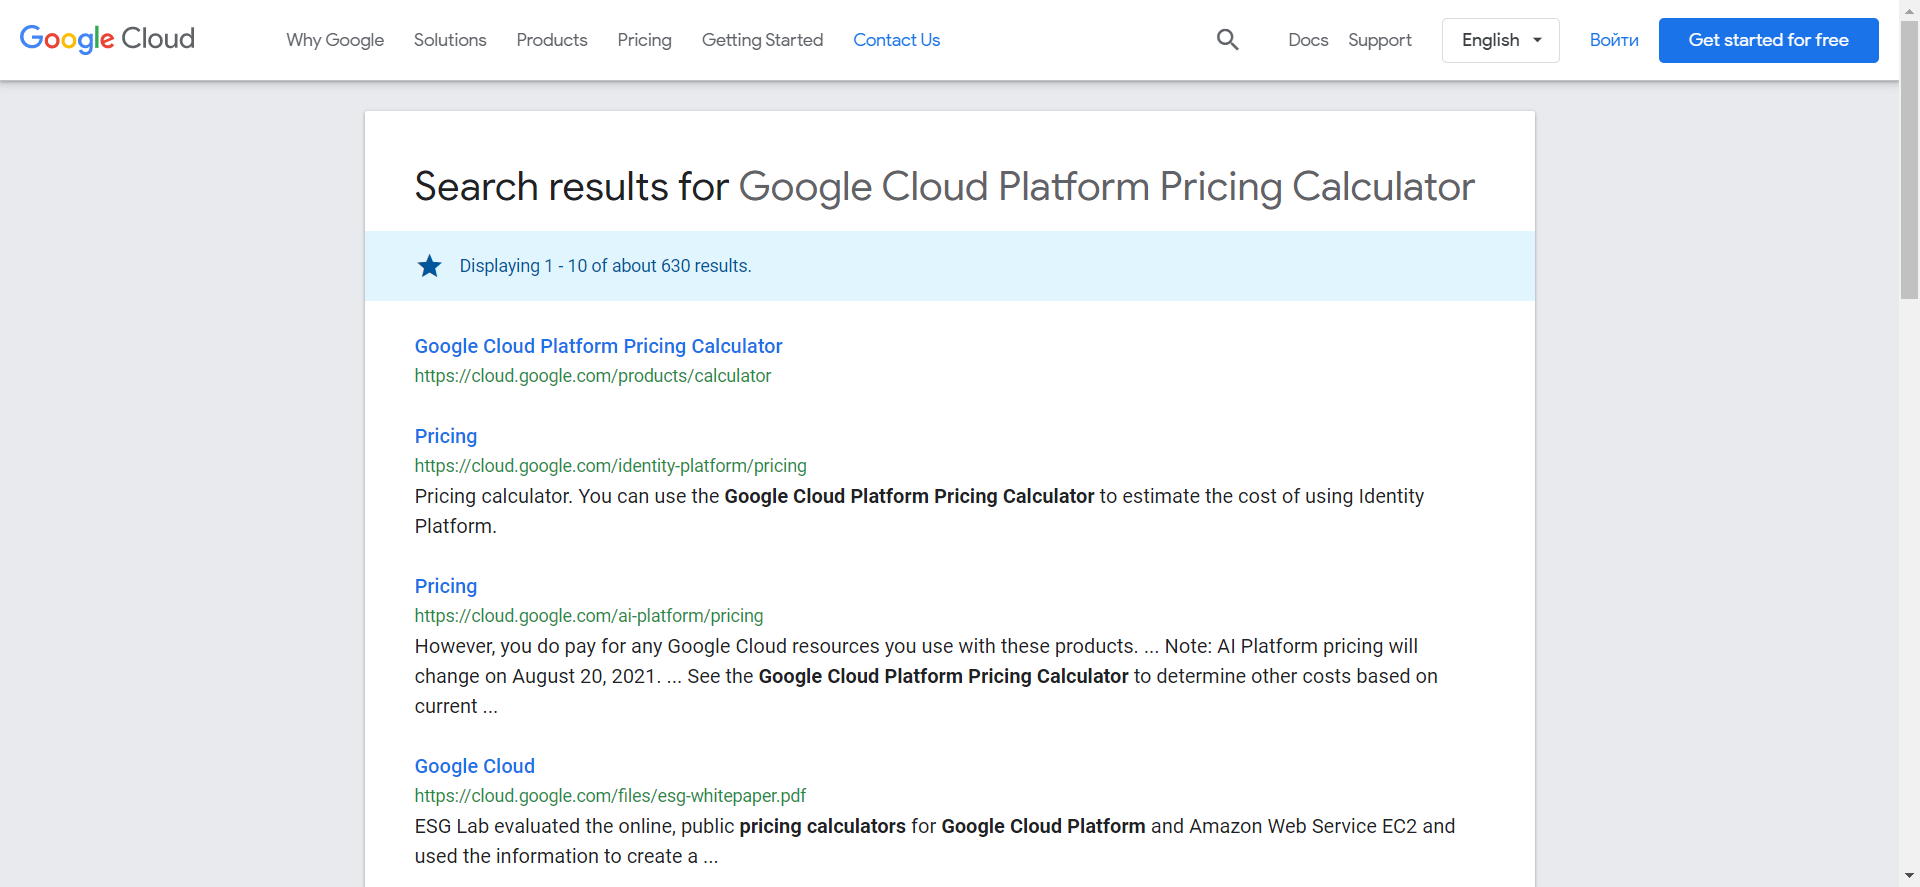 Google Cloud Why Google Solutions Products Pricing Getting Started Contact Us Docs Support English Войти Get started for free
Search results for Google Cloud Platform Pricing Calculator
Displaying 1 - 10 of about 630 results.
Google Cloud Platform Pricing Calculator
https://cloud.google.com/products/calculator
Pricing
https://cloud.google.com/identity-platform/pricing
Pricing calculator. You can use the Google Cloud Platform Pricing Calculator to estimate the cost of using Identity
Platform.
Pricing
https://cloud.google.com/ai-platform/pricing
However, you do pay for any Google Cloud resources you use with these products. ... Note: AI Platform pricing will
change on August 20, 2021. ... See the Google Cloud Platform Pricing Calculator to determine other costs based on
current ...
Google Cloud
https://cloud.google.com/files/esg-whitepaper.pdf
ESG Lab evaluated the online, public pricing calculators for Google Cloud Platform and Amazon Web Service EC2 and
used the information to create a ...